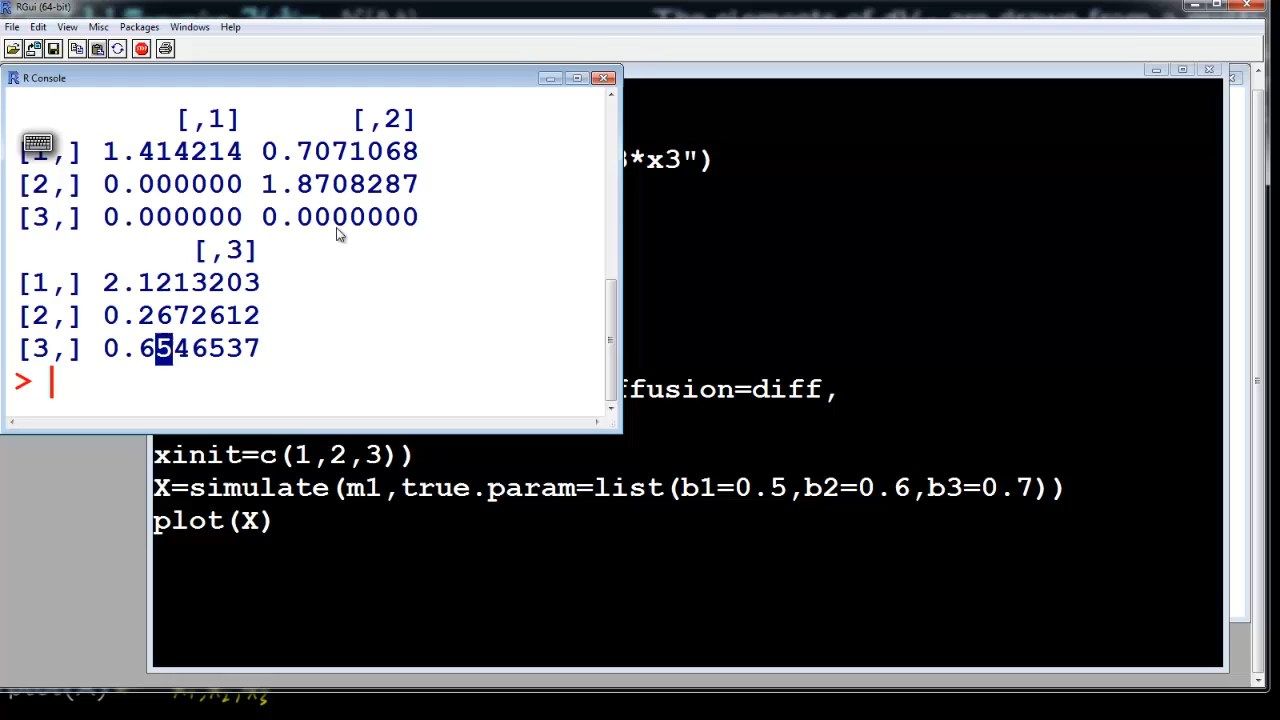 RGui (64-bit)
File Edit View Misc Packages Windows Help
R Console
[,1] [,2]
[1,] 1.414214 0.7071068
[2,] 0.000000 1.8708287
[3,] 0.000000 0.0000000
[,3]
[1,] 2.1213203
[2,] 0.2672612
[3,] 0.6546537
>
*x3")
fusion=diff,
xinit=c(1,2,3))
X=simulate(m1,true.param=list(b1=0.5,b2=0.6,b3=0.7))
plot(X)